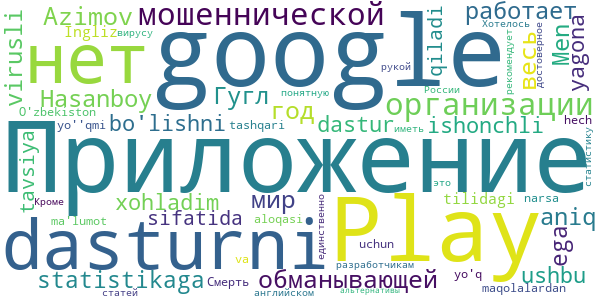 Azimov мошеннической работает
Ingliz вирусу рукой Хотелось
virusli нет google qiladi рекомендует весь достоверное Men yagona
Hasanboy Гугл год организации
O'zbekiston России
yo''qmi bo'lishni tashqari dastur иметь ishonchli hech
tavsiya Приложение статистику
Кроме xohladim мир это tilidagi narsa
ma'lumot sifatida aloqasi единственно Play aniq
dasturni uchun ega
va разработчикам yo'q ushbu
statistikaga Смерть обманывающей maqolalardan
статей английском альтернативы понятную